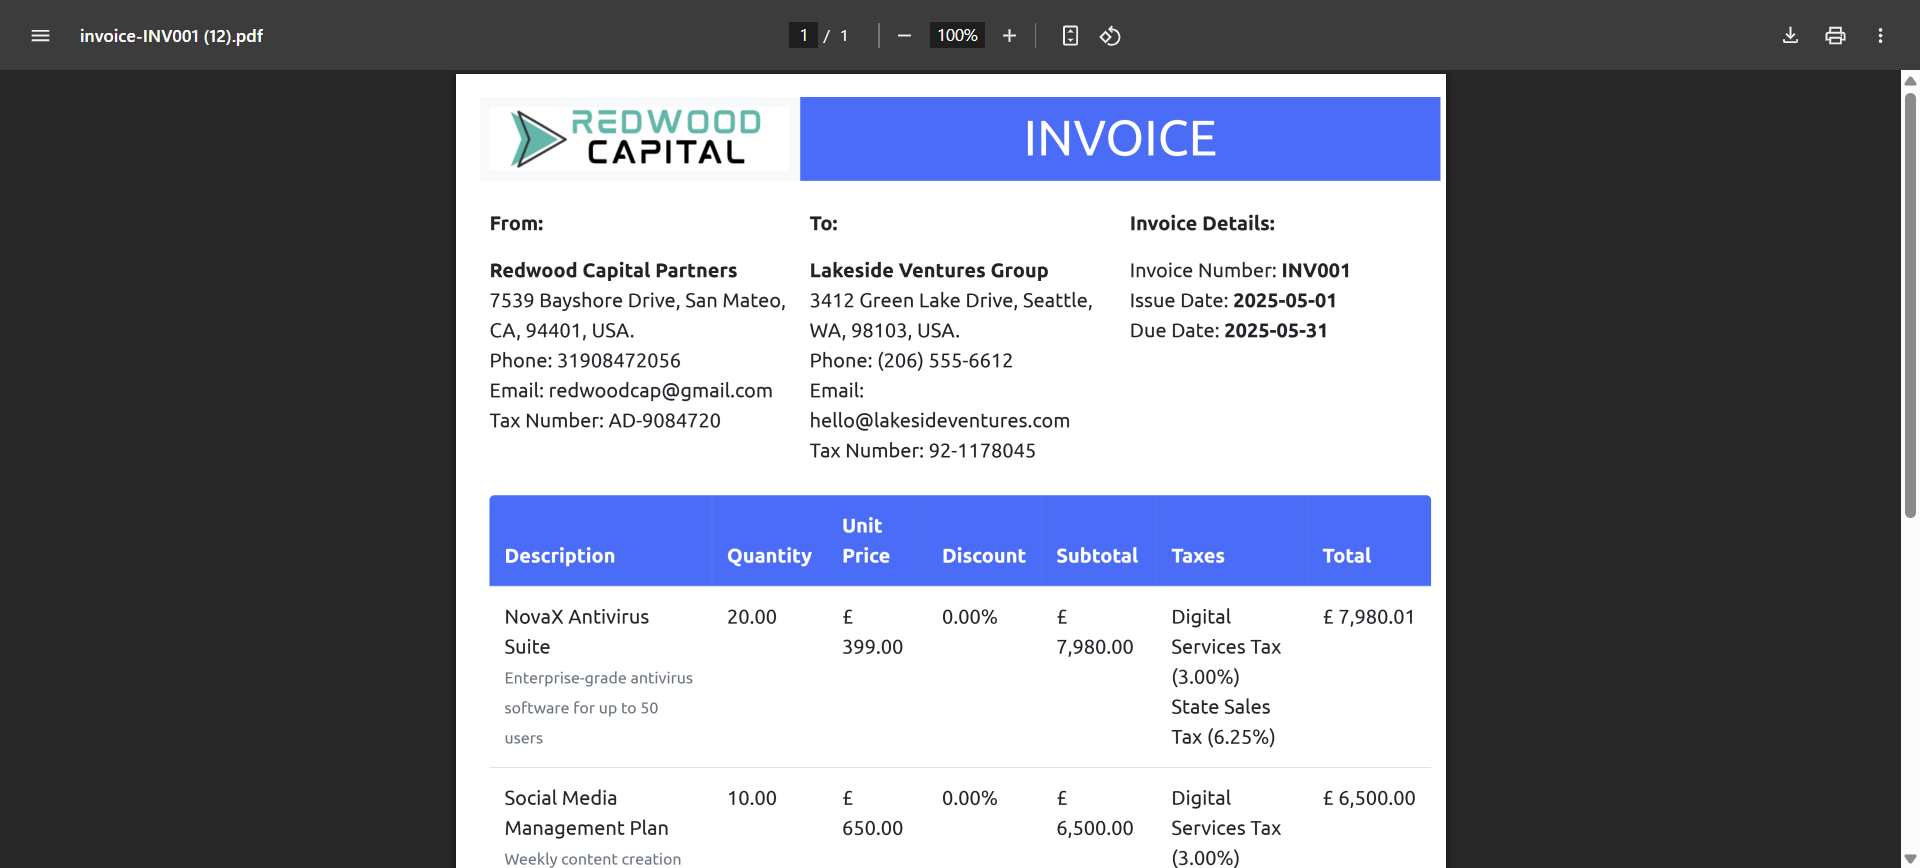 invoice-INV001 (12).pdf
1 / 1
100%
REDWOOD
CAPITAL
INVOICE
From:
Redwood Capital Partners
7539 Bayshore Drive, San Mateo,
CA, 94401, USA.
Phone: 31908472056
Email: redwoodcap@gmail.com
Tax Number: AD-9084720
To:
Lakeside Ventures Group
3412 Green Lake Drive, Seattle,
WA, 98103, USA.
Phone: (206) 555-6612
Email:
hello@lakesideventures.com
Tax Number: 92-1178045
Invoice Details:
Invoice Number: INV001
Issue Date: 2025-05-01
Due Date: 2025-05-31
Description
Quantity
Unit
Price
Discount
Subtotal
Taxes
Total
NovaX Antivirus
Suite
Enterprise-grade antivirus
software for up to 50
users
20.00
£
399.00
0.00%
£
7,980.00
Digital
Services Tax
(3.00%)
State Sales
Tax (6.25%)
£ 7,980.01
Social Media
Management Plan
Weekly content creation
10.00
£
650.00
0.00%
£
6,500.00
Digital
Services Tax
(3.00%)
£ 6,500.00